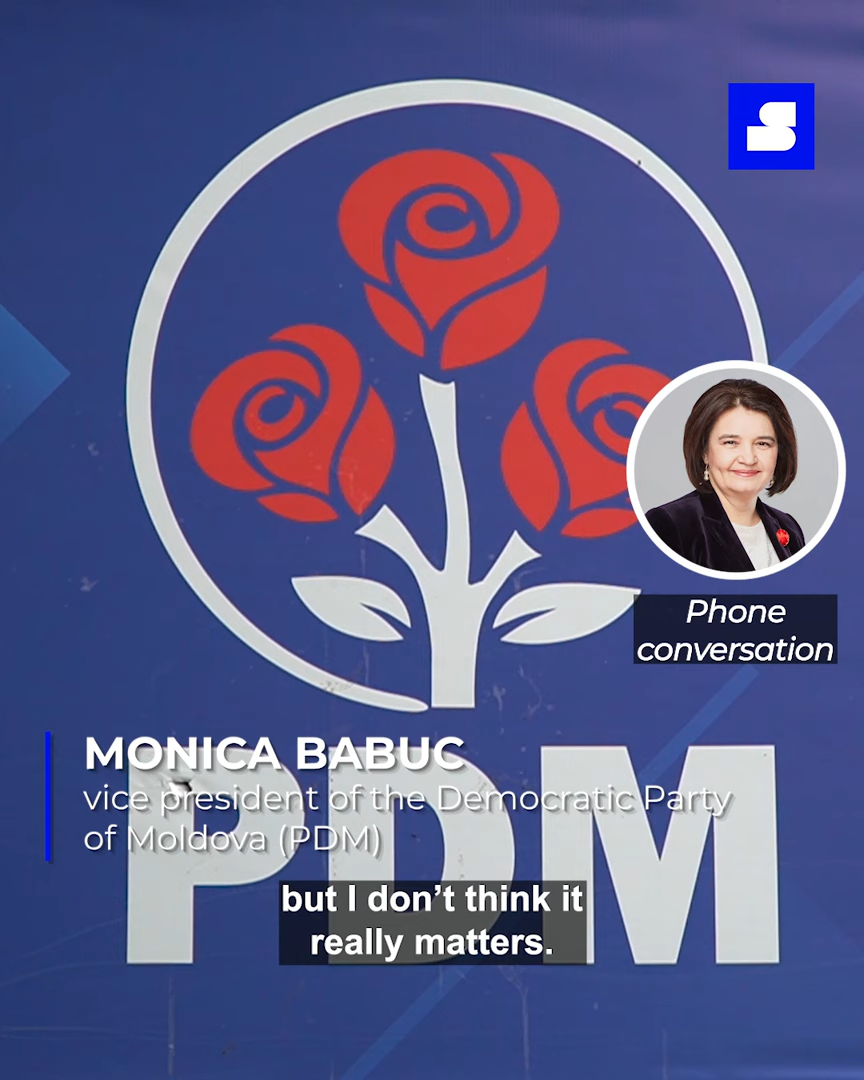 Phone
conversation
MONICA BABUC
vice president of the Democratic Party
of Moldova (PDM)
PDM
but I don't think it
really matters.